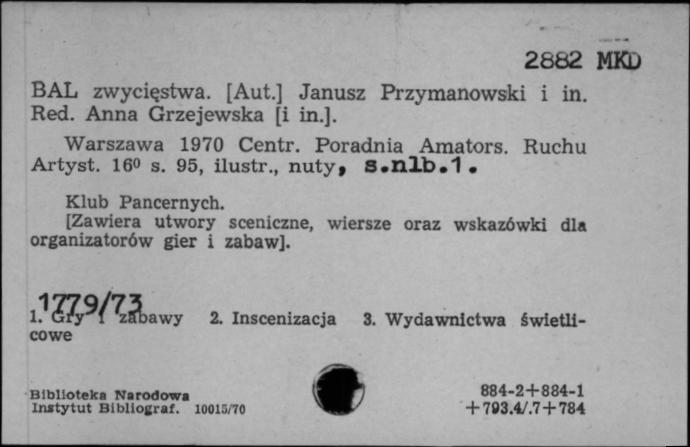 2882 MKD
BAL zwycięstwa. [Aut.] Janusz Przymanowski i in.
Red. Anna Grzejewska [i in.].
Warszawa 1970 Centr. Poradnia Amators. Ruchu
Artyst. 16⁰ s. 95, ilustr., nuty, s.nlb.1.
Klub Pancernych.
[Zawiera utwory sceniczne, wiersze oraz wskazówki dla
organizatorów gier i zabaw].
1779/73
1. Gry i zabawy 2. Inscenizacja 3. Wydawnictwa świetli-
cowe
Biblioteka Narodowa
Instytut Bibliograf. 10015/70
884-2+884-1
+793.4/.7+784